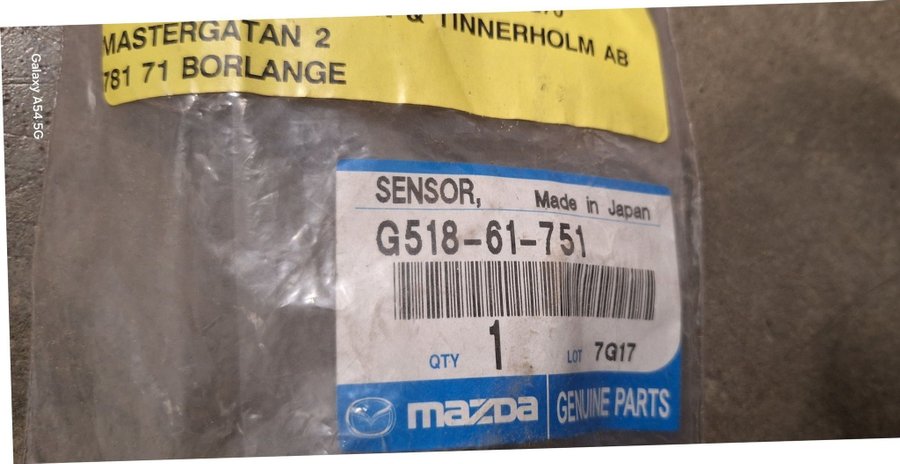 & TINNERHOLM AB
MASTERGATAN 2
781 71 BORLANGE
Galaxy A54 5G
SENSOR,
Made in Japan
G518-61-751
QTY 1 LOT 7G17
mazda GENUINE PARTS